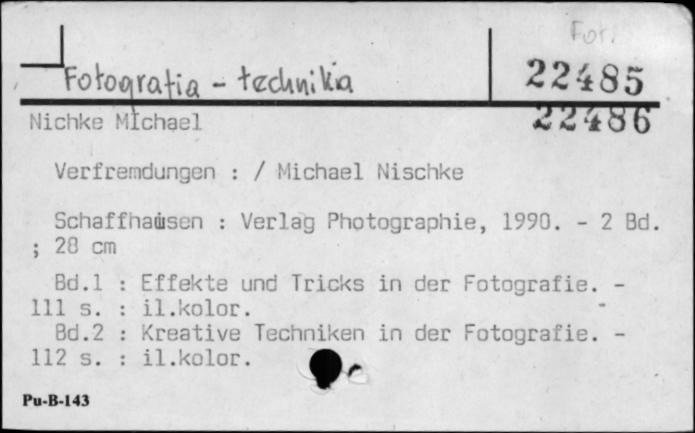 For.
Fotografia - technika
22485
22486
Nichke MIchael
Verfremdungen : / Michael Nischke
Schaffhausen : Verlag Photographie, 1990. - 2 Bd.
; 28 cm
Bd.1 : Effekte und Tricks in der Fotografie. -
111 s. : il.kolor.
Bd.2 : Kreative Techniken in der Fotografie. -
112 s. : il.kolor.
Pu-B-143